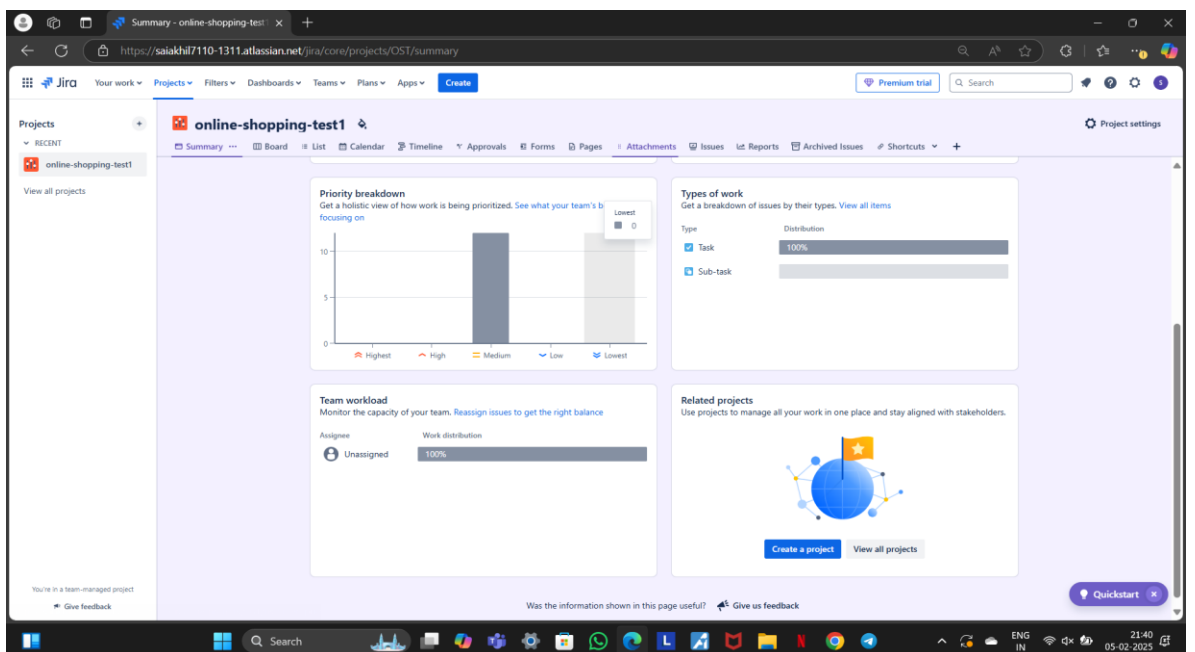 Summary - online-shopping-test1
https://saiakhil7110-1311.atlassian.net/jira/core/projects/OST/summary
Jira Your work Projects Filters Dashboards Teams Plans Apps Create Premium trial Search S
Projects
RECENT
online-shopping-test1
View all projects
online-shopping-test1
Project settings
Summary Board List Calendar Timeline Approvals Forms Pages Attachments Issues Reports Archived Issues Shortcuts
Priority breakdown
Get a holistic view of how work is being prioritized. See what your team's b
focusing on
Lowest
0
10
5
0
Highest High Medium Low Lowest
Types of work
Get a breakdown of issues by their types. View all items
Type Distribution
Task 100%
Sub-task
Team workload
Monitor the capacity of your team. Reassign issues to get the right balance
Assignee Work distribution
Unassigned 100%
Related projects
Use projects to manage all your work in one place and stay aligned with stakeholders.
Create a project View all projects
You're in a team-managed project
Give feedback
Was the information shown in this page useful? Give us feedback
Quickstart
Search
ENG
IN
21:40
05-02-2025